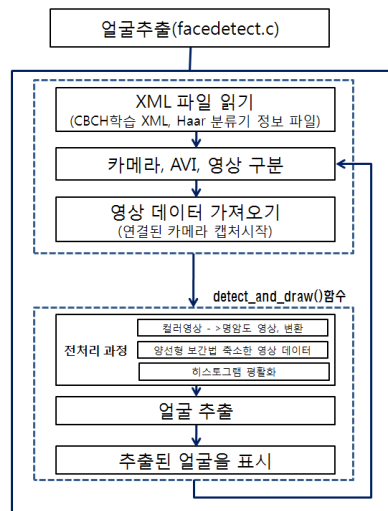 얼굴추출(facedetect.c)
XML 파일 읽기
(CBCH학습 XML, Haar 분류기 정보 파일)
카메라, AVI, 영상 구분
영상 데이터 가져오기
(연결된 카메라 캡처시작)
detect_and_draw()함수
전처리 과정
컬러영상 - >명암도 영상, 변환
양선형 보간법 축소한 영상 데이터
히스토그램 평활화
얼굴 추출
추출된 얼굴을 표시